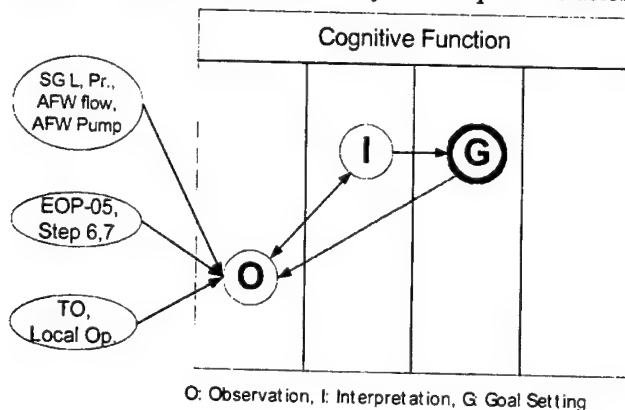 Cognitive Function
SG L, Pr.,
AFW flow,
AFW Pump
I
G
EOP-05,
Step 6,7
O
TO,
Local Op.
O: Observation, I: Interpretation, G: Goal Setting